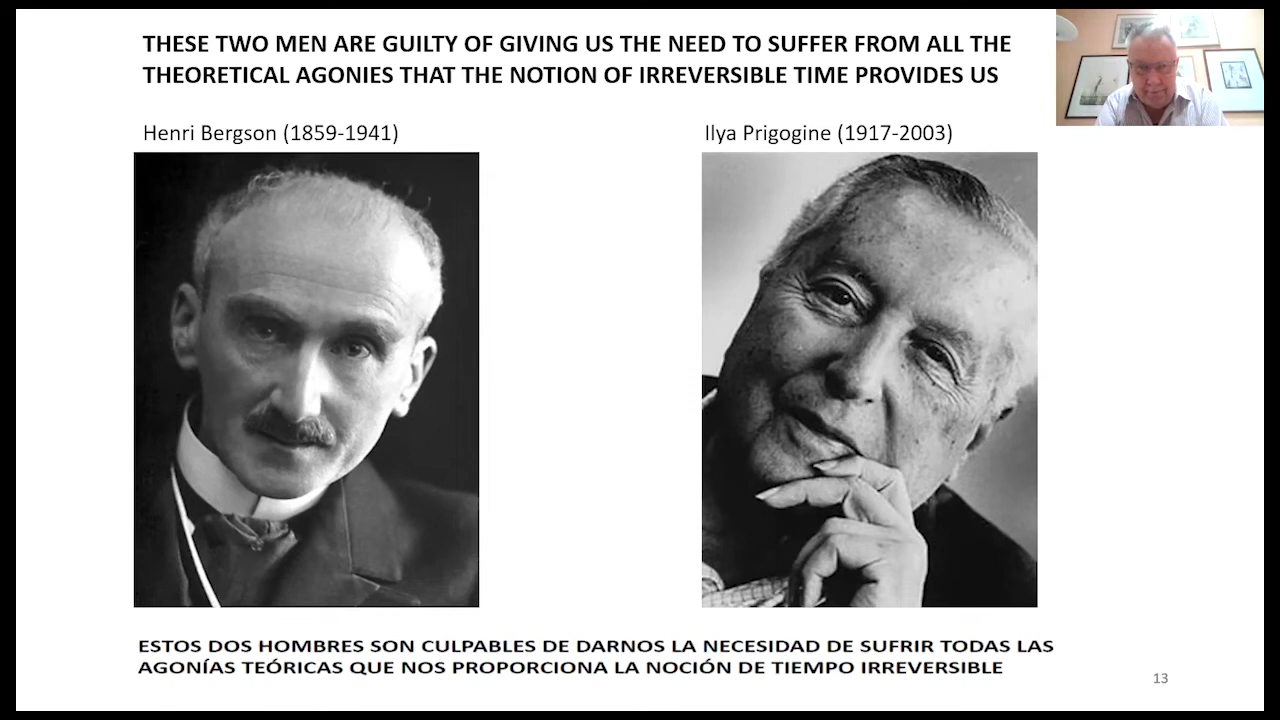 THESE TWO MEN ARE GUILTY OF GIVING US THE NEED TO SUFFER FROM ALL THE
THEORETICAL AGONIES THAT THE NOTION OF IRREVERSIBLE TIME PROVIDES US
Henri Bergson (1859-1941)
Ilya Prigogine (1917-2003)
ESTOS DOS HOMBRES SON CULPABLES DE DARNOS LA NECESIDAD DE SUFRIR TODAS LAS
AGONÍAS TEÓRICAS QUE NOS PROPORCIONA LA NOCIÓN DE TIEMPO IRREVERSIBLE
13